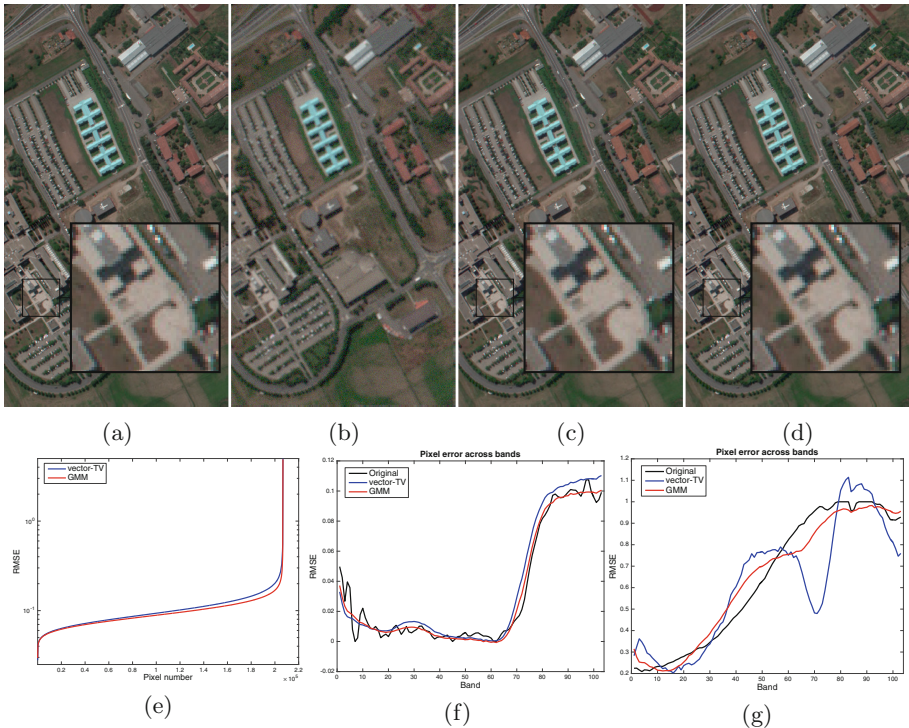 (a) (b) (c) (d)
vector-TV
GMM
RMSE
10⁰
10⁻¹
0.2 0.4 0.6 0.8 1 1.2 1.4 1.6 1.8 2 2.2
Pixel number
(e)
Pixel error across bands
Original
vector-TV
GMM
RMSE
0.12
0.1
0.08
0.06
0.04
0.02
0
-0.02
0 10 20 30 40 50 60 70 80 90 100
Band
(f)
Pixel error across bands
Original
vector-TV
GMM
RMSE
1.2
1.1
1
0.9
0.8
0.7
0.6
0.5
0.4
0.3
0.2
0 10 20 30 40 50 60 70 80 90 100
Band
(g)